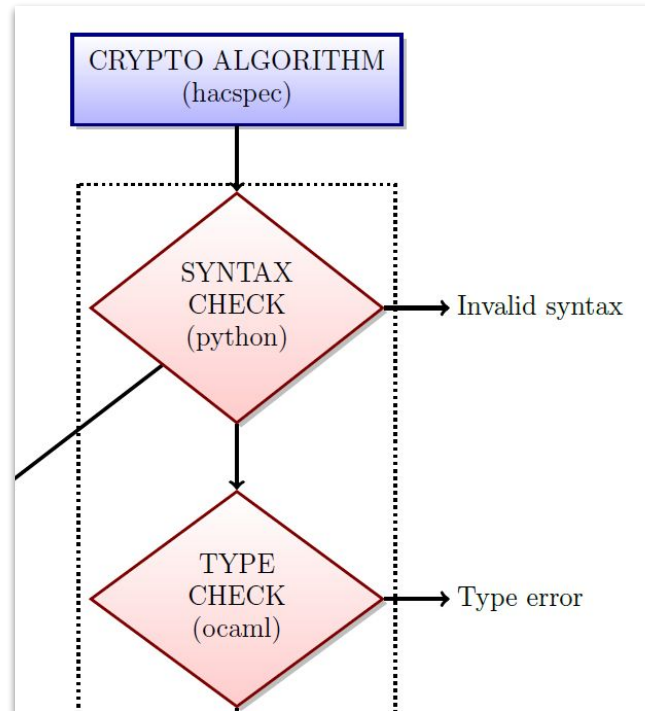 CRYPTO ALGORITHM
(hacspec)
SYNTAX
CHECK
(python)
Invalid syntax
TYPE
CHECK
(ocaml)
Type error